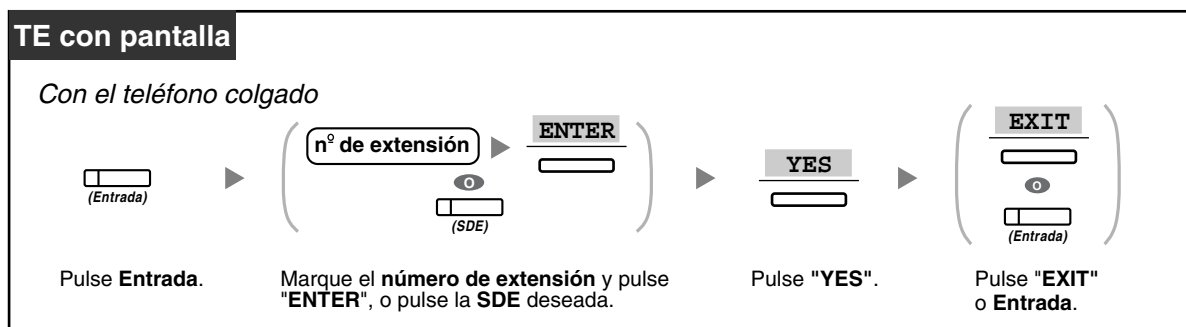 TE con pantalla
Con el teléfono colgado
(Entrada)
nº de extensión
ENTER
o
(SDE)
YES
EXIT
o
(Entrada)
Pulse Entrada.
Marque el número de extensión y pulse
"ENTER", o pulse la SDE deseada.
Pulse "YES".
Pulse "EXIT"
o Entrada.